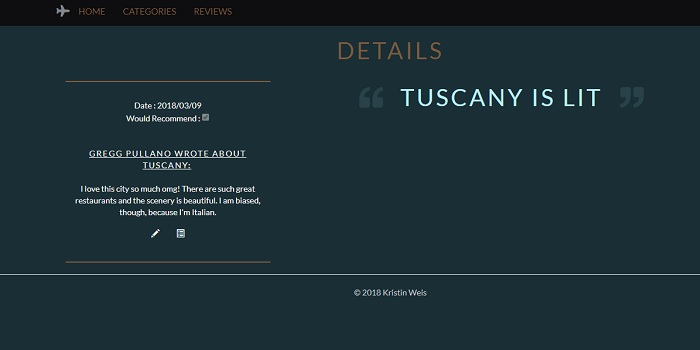 HOME CATEGORIES REVIEWS
DETAILS
❝ TUSCANY IS LIT ❞
Date : 2018/03/09
Would Recommend :
GREGG PULLANO WROTE ABOUT
TUSCANY:
I love this city so much omg! There are such great
restaurants and the scenery is beautiful. I am biased,
though, because I'm Italian.
© 2018 Kristin Weis